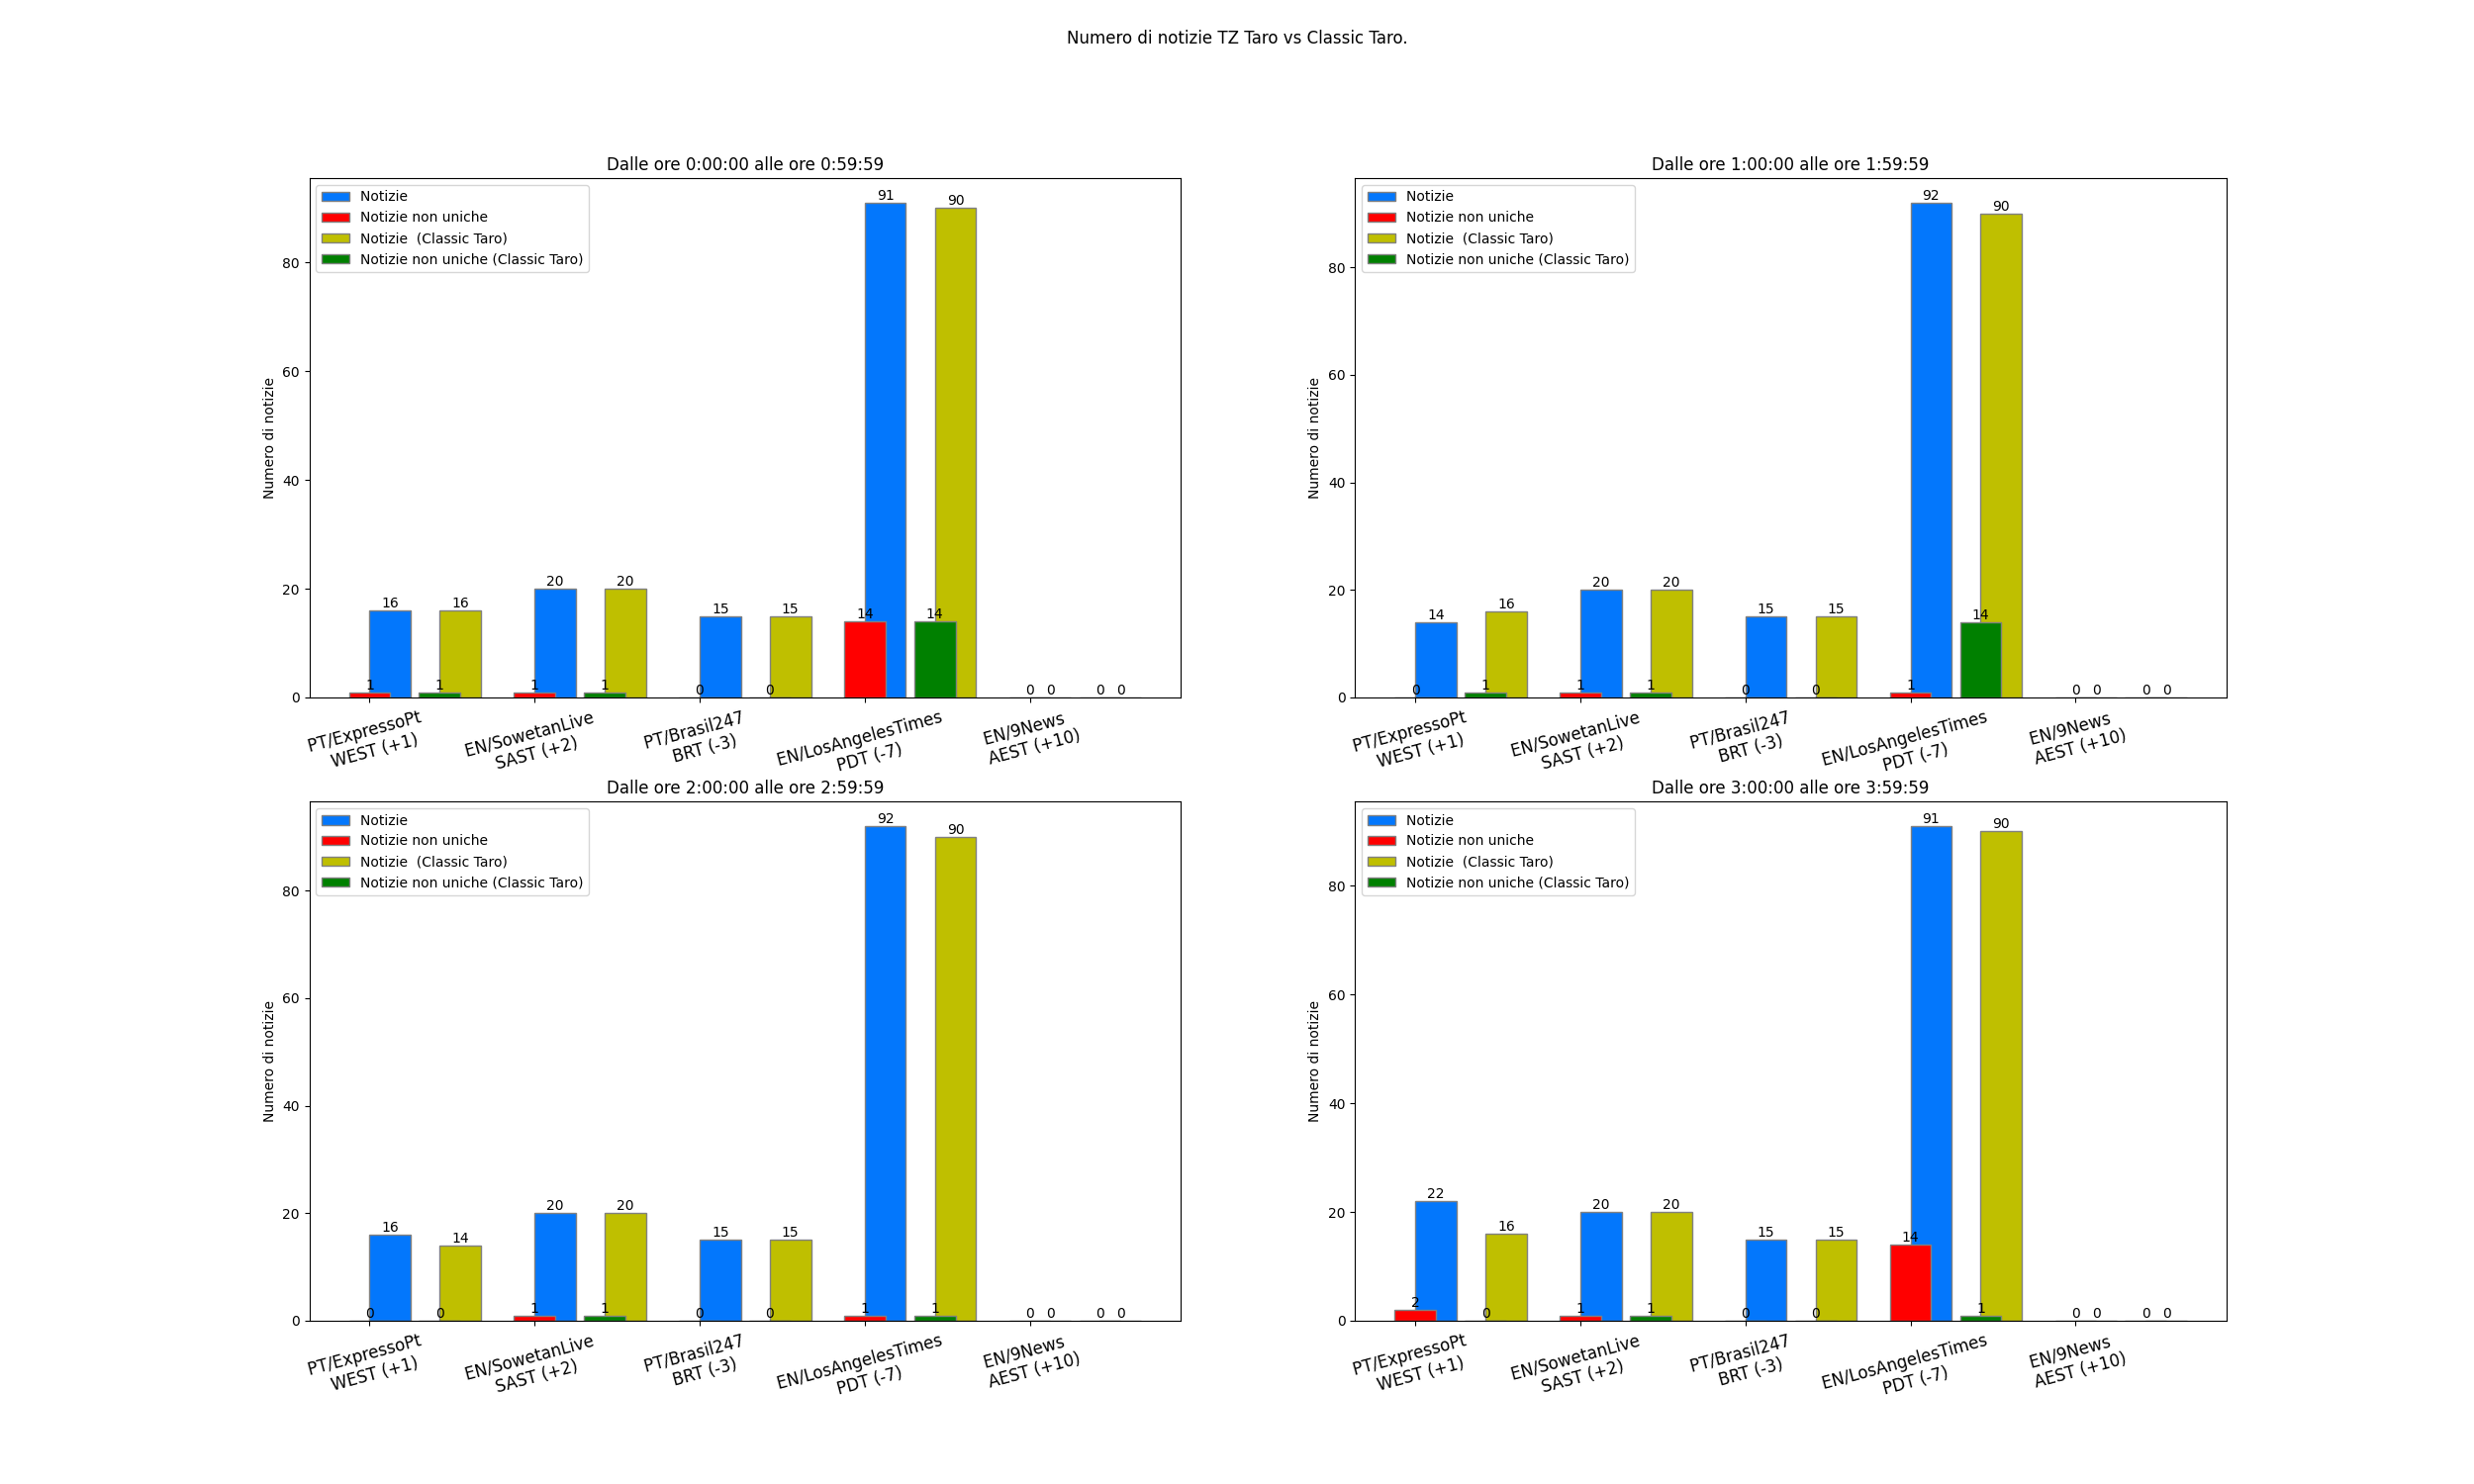 Numero di notizie TZ Taro vs Classic Taro.
Dalle ore 0:00:00 alle ore 0:59:59
Notizie
Notizie non uniche
Notizie  (Classic Taro)
Notizie non uniche (Classic Taro)
Numero di notizie
80
60
40
20
0
1 16 1 16
1 20 1 20
0 15 0 15
14 91 14 90
0 0 0 0
PT/ExpressoPt
WEST (+1)
EN/SowetanLive
SAST (+2)
PT/Brasil247
BRT (-3)
EN/LosAngelesTimes
PDT (-7)
EN/9News
AEST (+10)
Dalle ore 1:00:00 alle ore 1:59:59
Notizie
Notizie non uniche
Notizie  (Classic Taro)
Notizie non uniche (Classic Taro)
Numero di notizie
80
60
40
20
0
0 14 1 16
1 20 1 20
0 15 0 15
1 92 14 90
0 0 0 0
PT/ExpressoPt
WEST (+1)
EN/SowetanLive
SAST (+2)
PT/Brasil247
BRT (-3)
EN/LosAngelesTimes
PDT (-7)
EN/9News
AEST (+10)
Dalle ore 2:00:00 alle ore 2:59:59
Notizie
Notizie non uniche
Notizie  (Classic Taro)
Notizie non uniche (Classic Taro)
Numero di notizie
80
60
40
20
0
0 16 0 14
1 20 1 20
0 15 0 15
1 92 1 90
0 0 0 0
PT/ExpressoPt
WEST (+1)
EN/SowetanLive
SAST (+2)
PT/Brasil247
BRT (-3)
EN/LosAngelesTimes
PDT (-7)
EN/9News
AEST (+10)
Dalle ore 3:00:00 alle ore 3:59:59
Notizie
Notizie non uniche
Notizie  (Classic Taro)
Notizie non uniche (Classic Taro)
Numero di notizie
80
60
40
20
0
2 22 0 16
1 20 1 20
0 15 0 15
14 91 1 90
0 0 0 0
PT/ExpressoPt
WEST (+1)
EN/SowetanLive
SAST (+2)
PT/Brasil247
BRT (-3)
EN/LosAngelesTimes
PDT (-7)
EN/9News
AEST (+10)